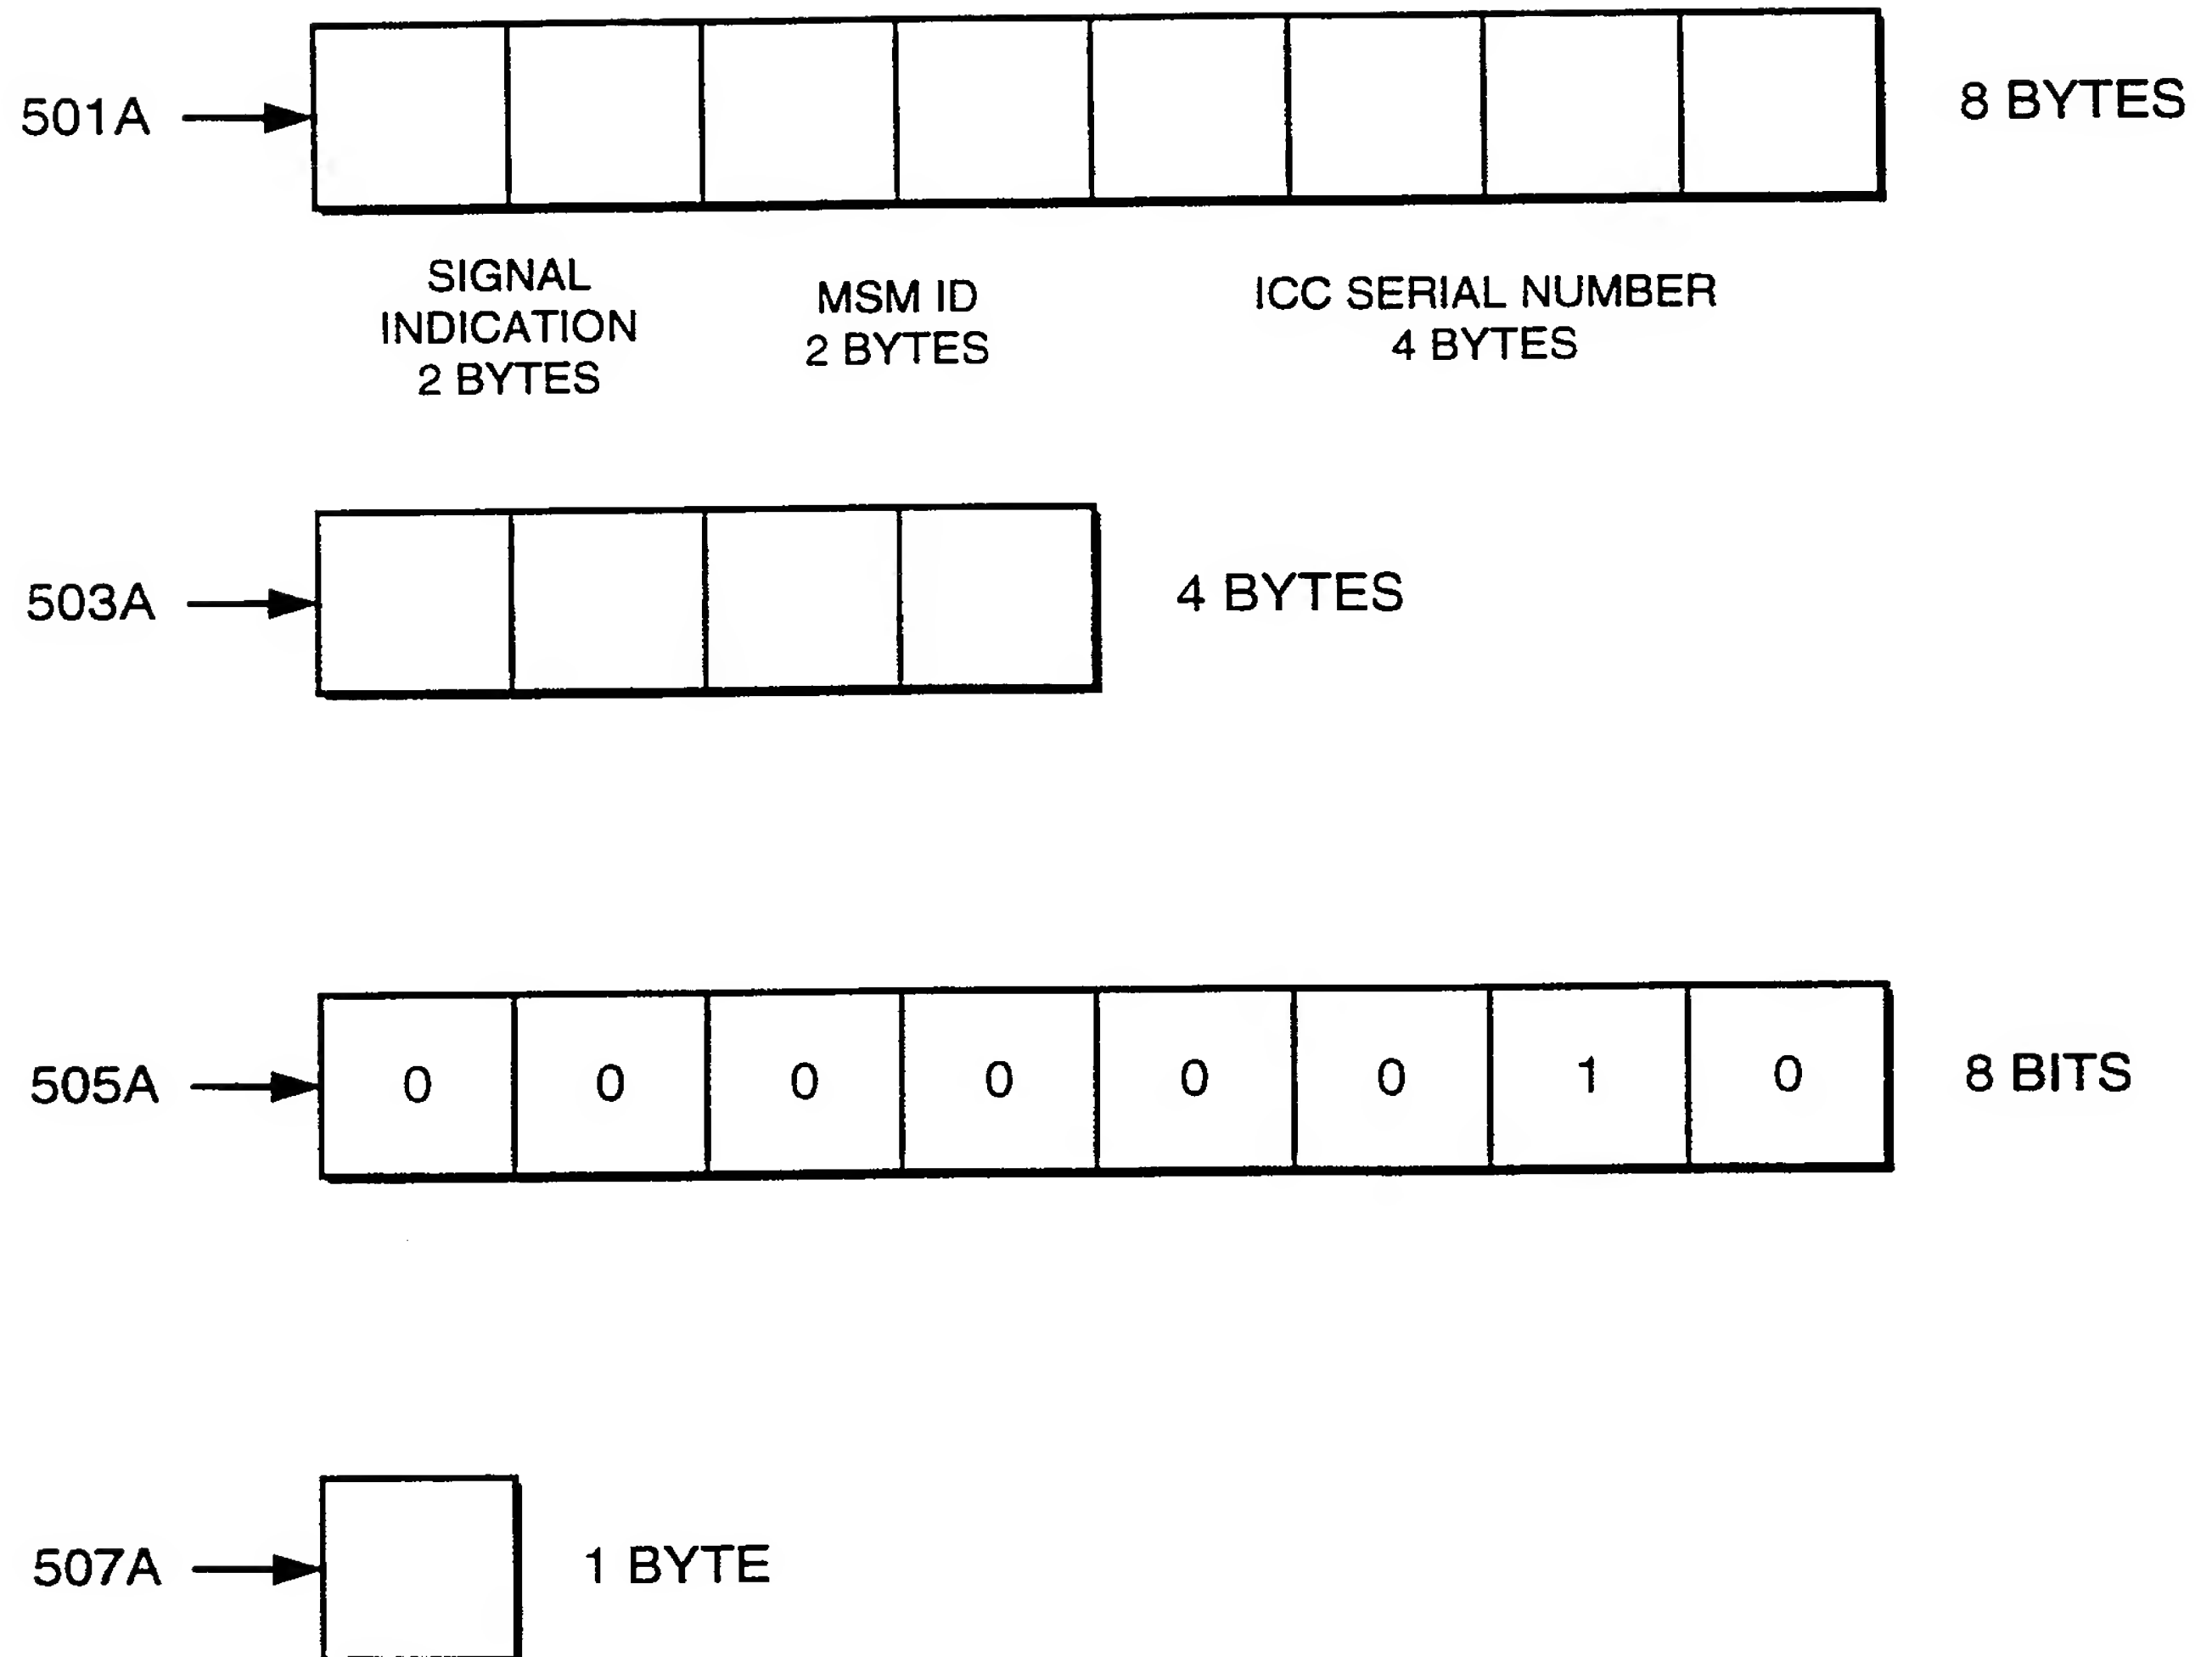 501A
8 BYTES
SIGNAL
INDICATION
2 BYTES
MSM ID
2 BYTES
ICC SERIAL NUMBER
4 BYTES
503A
4 BYTES
505A
0 0 0 0 0 0 1 0
8 BITS
507A
1 BYTE